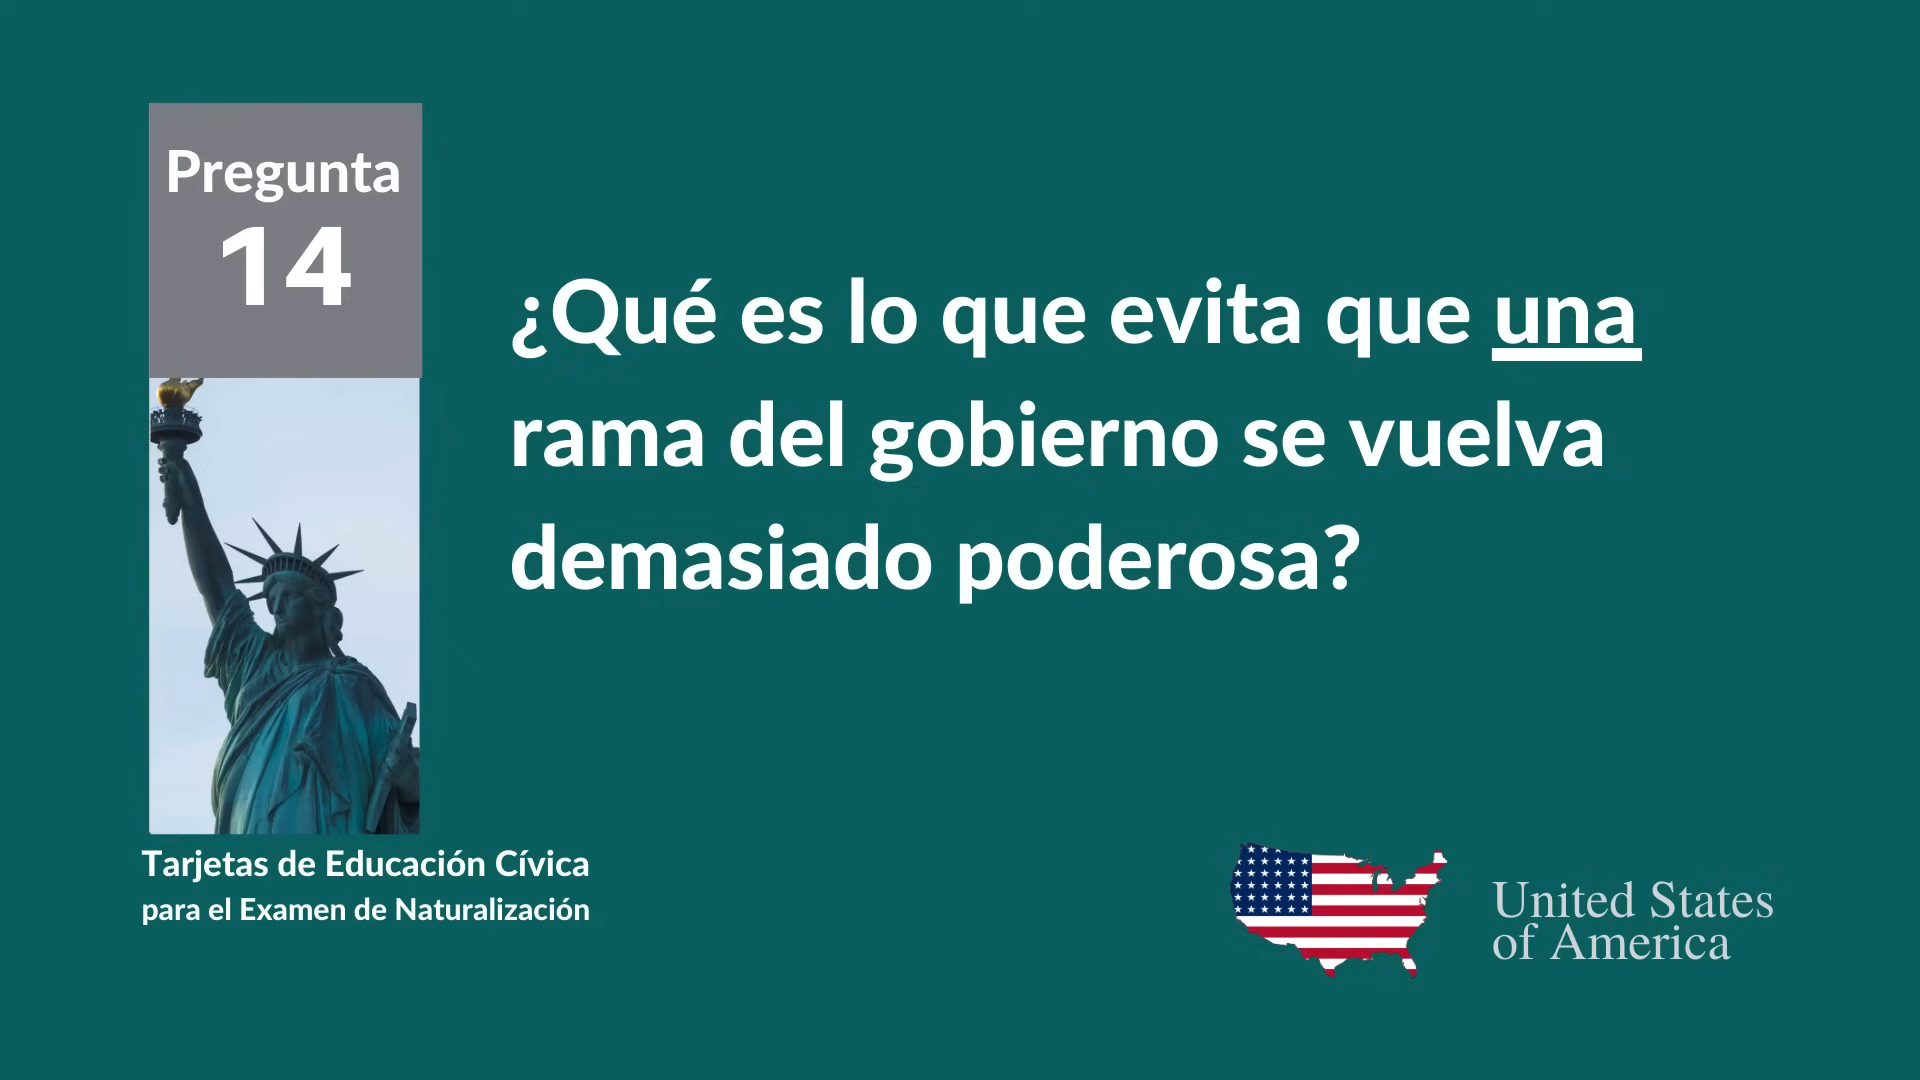 Pregunta
14
¿Qué es lo que evita que una
rama del gobierno se vuelva
demasiado poderosa?
Tarjetas de Educación Cívica
para el Examen de Naturalización
United States
of America